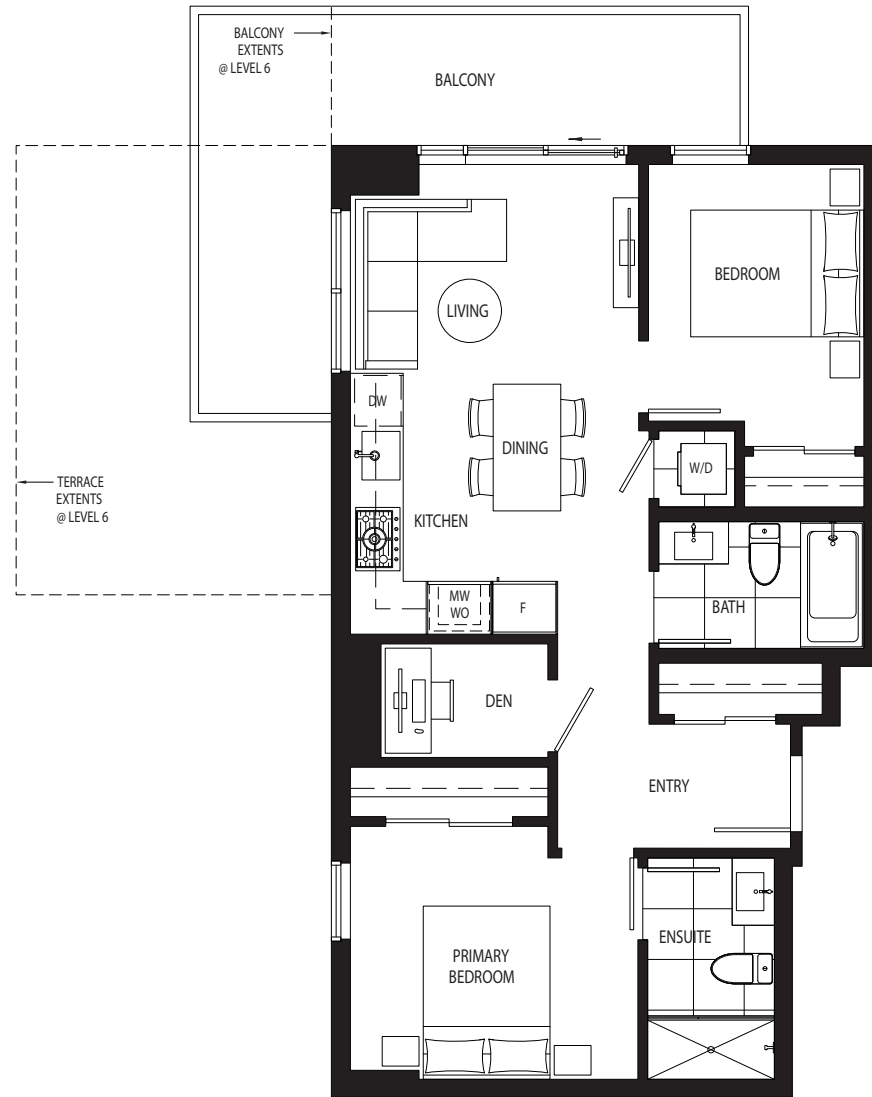 BALCONY
EXTENTS
@ LEVEL 6
BALCONY
BEDROOM
LIVING
DW
DINING
W/D
TERRACE
EXTENTS
@ LEVEL 6
KITCHEN
MW
WO
F
BATH
DEN
ENTRY
ENSUITE
PRIMARY
BEDROOM